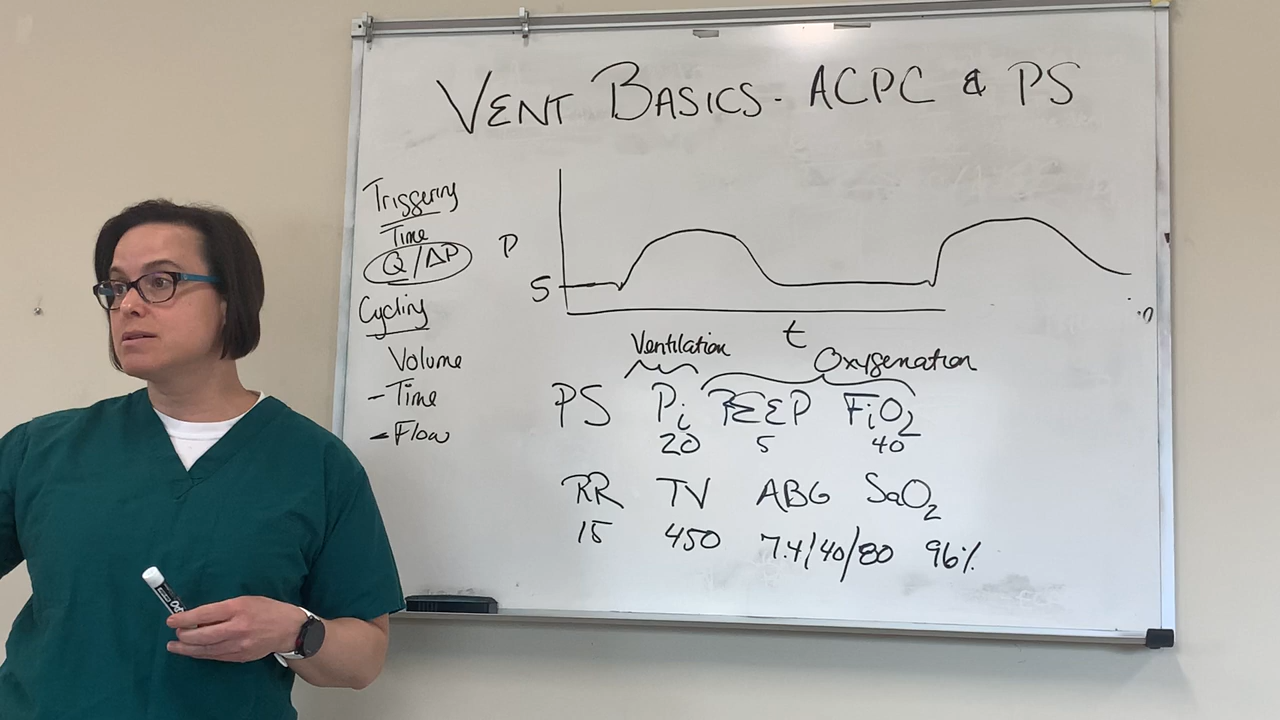 VENT BASICS - ACPC & PS
Triggering
Time
Q/ΔP
Cycling
Volume
- Time
- Flow
P
5
t
Ventilation
Oxygenation
PS Pi PEEP FiO2
20 5 40
RR TV ABG SaO2
15 450 7.4/40/80 96%